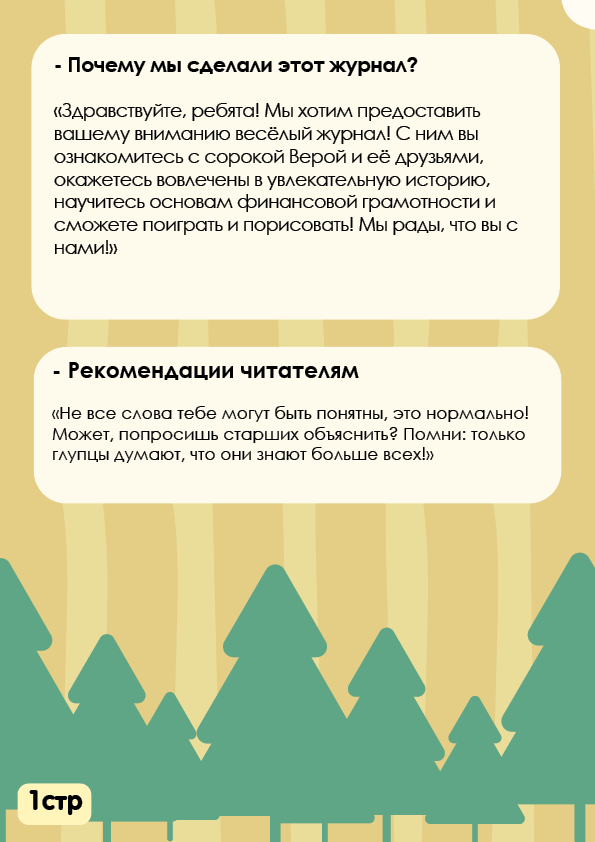 - Почему мы сделали этот журнал?
«Здравствуйте, ребята! Мы хотим предоставить
вашему вниманию весёлый журнал! С ним вы
ознакомитесь с сорокой Верой и её друзьями,
окажетесь вовлечены в увлекательную историю,
научитесь основам финансовой грамотности и
сможете поиграть и порисовать! Мы рады, что вы с
нами!»
- Рекомендации читателям
«Не все слова тебе могут быть понятны, это нормально!
Может, попросишь старших объяснить? Помни: только
глупцы думают, что они знают больше всех!»
1стр